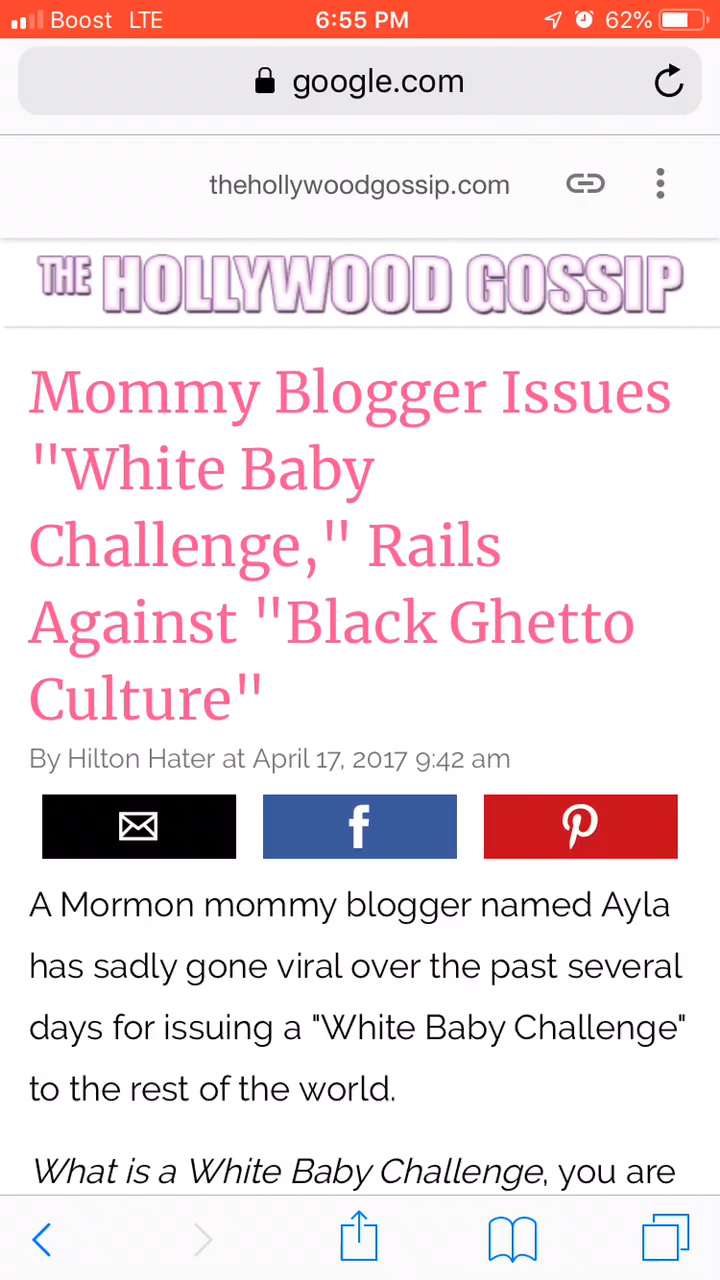 Boost LTE 6:55 PM 62%
google.com
thehollywoodgossip.com
THE HOLLYWOOD GOSSIP
Mommy Blogger Issues
"White Baby
Challenge," Rails
Against "Black Ghetto
Culture"
By Hilton Hater at April 17, 2017 9:42 am
f
A Mormon mommy blogger named Ayla
has sadly gone viral over the past several
days for issuing a "White Baby Challenge"
to the rest of the world.
What is a White Baby Challenge, you are